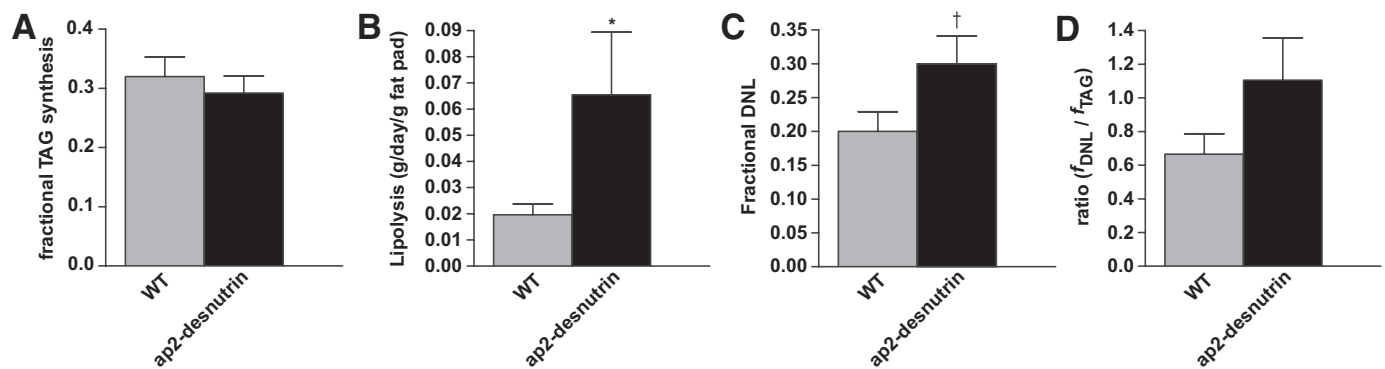 A
fractional TAG synthesis
0.4
0.3
0.2
0.1
0.0
WT
ap2-desnutrin
B
Lipolysis (g/day/g fat pad)
0.09
0.08
0.07
0.06
0.05
0.04
0.03
0.02
0.01
0.00
*
WT
ap2-desnutrin
C
Fractional DNL
0.35
0.30
0.25
0.20
0.15
0.10
0.05
0.00
†
WT
ap2-desnutrin
D
ratio (fDNL / fTAG)
1.4
1.2
1.0
0.8
0.6
0.4
0.2
0.0
WT
ap2-desnutrin